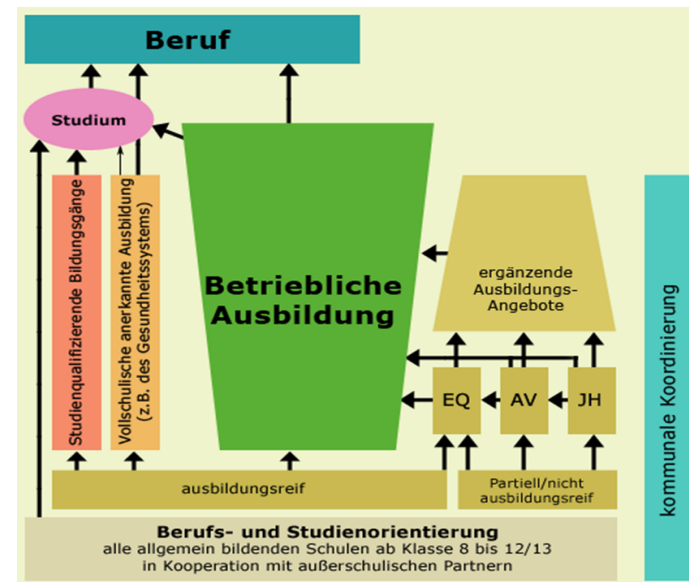 Beruf
Studium
Studienqualifizierende Bildungsgänge
Vollschulische anerkannte Ausbildung
(z.B. des Gesundheitssystems)
Betriebliche
Ausbildung
ergänzende
Ausbildungs-
Angebote
EQ
AV
JH
kommunale Koordinierung
ausbildungsreif
Partiell/nicht
ausbildungsreif
Berufs- und Studienorientierung
alle allgemein bildenden Schulen ab Klasse 8 bis 12/13
in Kooperation mit außerschulischen Partnern